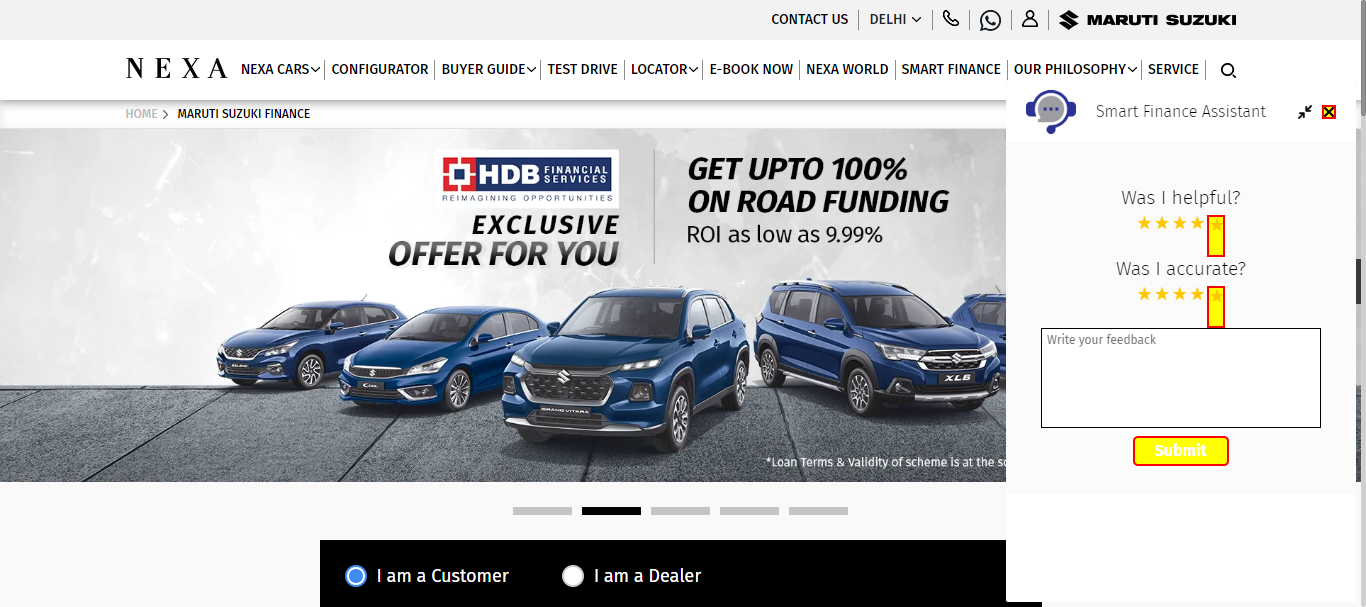 CONTACT US
DELHI
MARUTI SUZUKI
NEXA
NEXA CARS
CONFIGURATOR
BUYER GUIDE
TEST DRIVE
LOCATOR
E-BOOK NOW
NEXA WORLD
SMART FINANCE
OUR PHILOSOPHY
SERVICE
HOME
MARUTI SUZUKI FINANCE
HDB FINANCIAL SERVICES
REIMAGINING OPPORTUNITIES
EXCLUSIVE
OFFER FOR YOU
GET UPTO 100%
ON ROAD FUNDING
ROI as low as 9.99%
GRAND VITARA
XL6
*Loan Terms & Validity of scheme is at the
I am a Customer
I am a Dealer
Smart Finance Assistant
Was I helpful?
Was I accurate?
Write your feedback
Submit